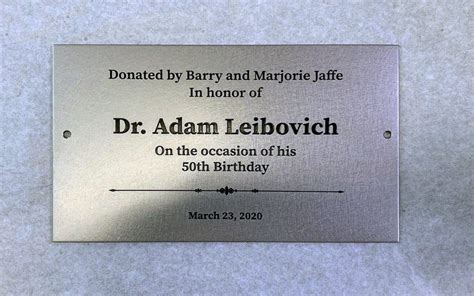 Donated by Barry and Marjorie Jaffe
In honor of
Dr. Adam Leibovich
On the occasion of his
50th Birthday
March 23, 2020